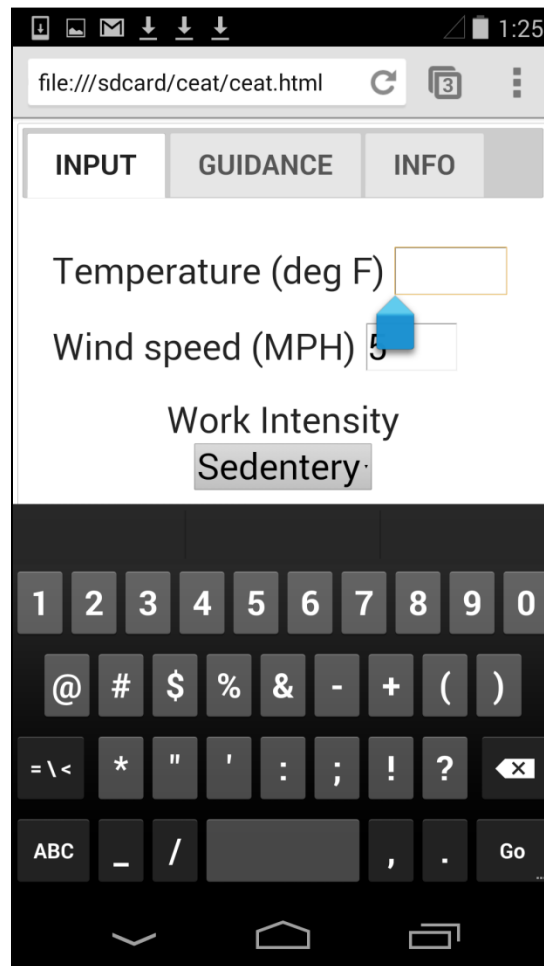 1:25
file:///sdcard/ceat/ceat.html 3
INPUT GUIDANCE INFO
Temperature (deg F)
Wind speed (MPH) 5
Work Intensity
Sedentery
1 2 3 4 5 6 7 8 9 0
@ # $ % & - + ( )
= \ < * " ' : ; ! ?
ABC _ / , . Go
...